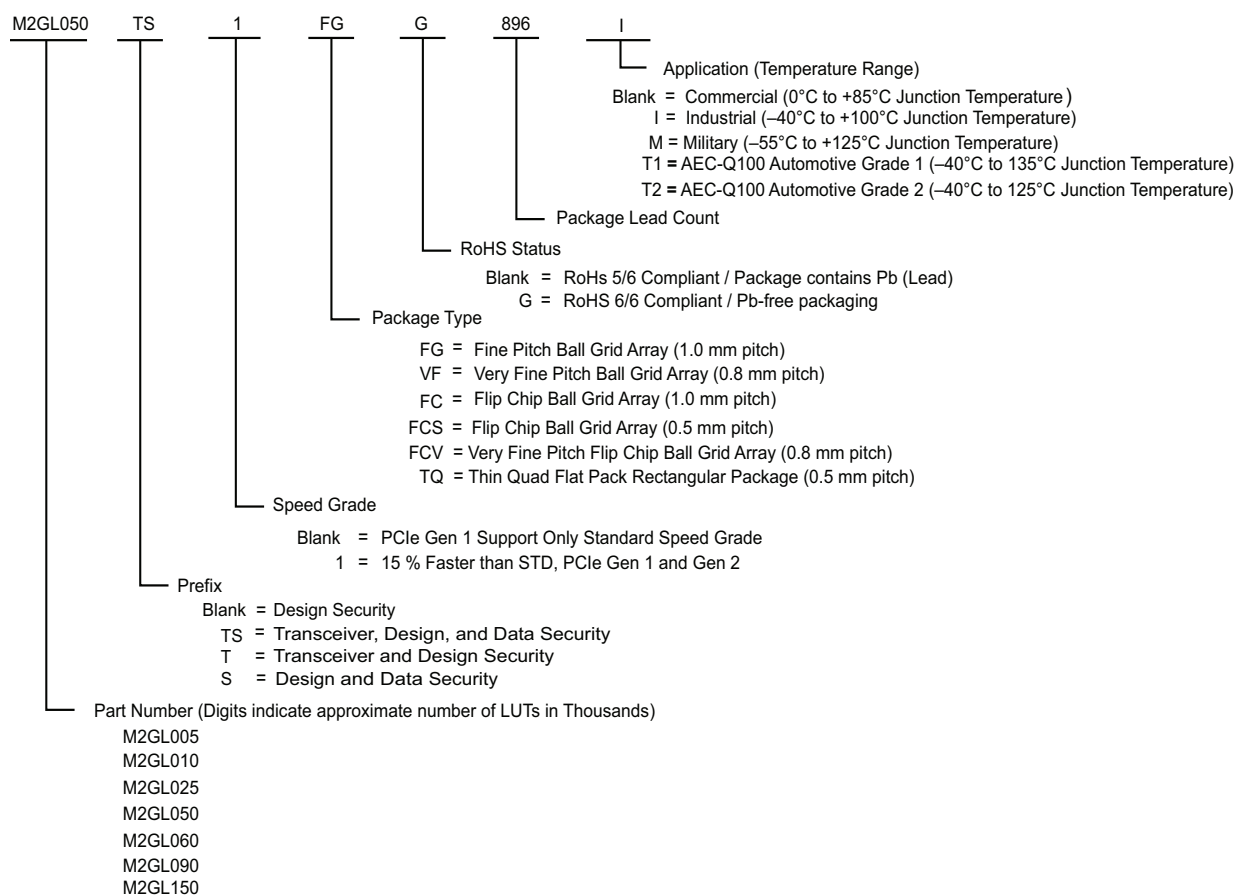 M2GL050 TS 1 FG G 896 I
Application (Temperature Range)
Blank = Commercial (0°C to +85°C Junction Temperature)
I = Industrial (–40°C to +100°C Junction Temperature)
M = Military (–55°C to +125°C Junction Temperature)
T1 = AEC-Q100 Automotive Grade 1 (–40°C to 135°C Junction Temperature)
T2 = AEC-Q100 Automotive Grade 2 (–40°C to 125°C Junction Temperature)
Package Lead Count
RoHS Status
Blank = RoHs 5/6 Compliant / Package contains Pb (Lead)
G = RoHS 6/6 Compliant / Pb-free packaging
Package Type
FG = Fine Pitch Ball Grid Array (1.0 mm pitch)
VF = Very Fine Pitch Ball Grid Array (0.8 mm pitch)
FC = Flip Chip Ball Grid Array (1.0 mm pitch)
FCS = Flip Chip Ball Grid Array (0.5 mm pitch)
FCV = Very Fine Pitch Flip Chip Ball Grid Array (0.8 mm pitch)
TQ = Thin Quad Flat Pack Rectangular Package (0.5 mm pitch)
Speed Grade
Blank = PCIe Gen 1 Support Only Standard Speed Grade
1 = 15 % Faster than STD, PCIe Gen 1 and Gen 2
Prefix
Blank = Design Security
TS = Transceiver, Design, and Data Security
T = Transceiver and Design Security
S = Design and Data Security
Part Number (Digits indicate approximate number of LUTs in Thousands)
M2GL005
M2GL010
M2GL025
M2GL050
M2GL060
M2GL090
M2GL150